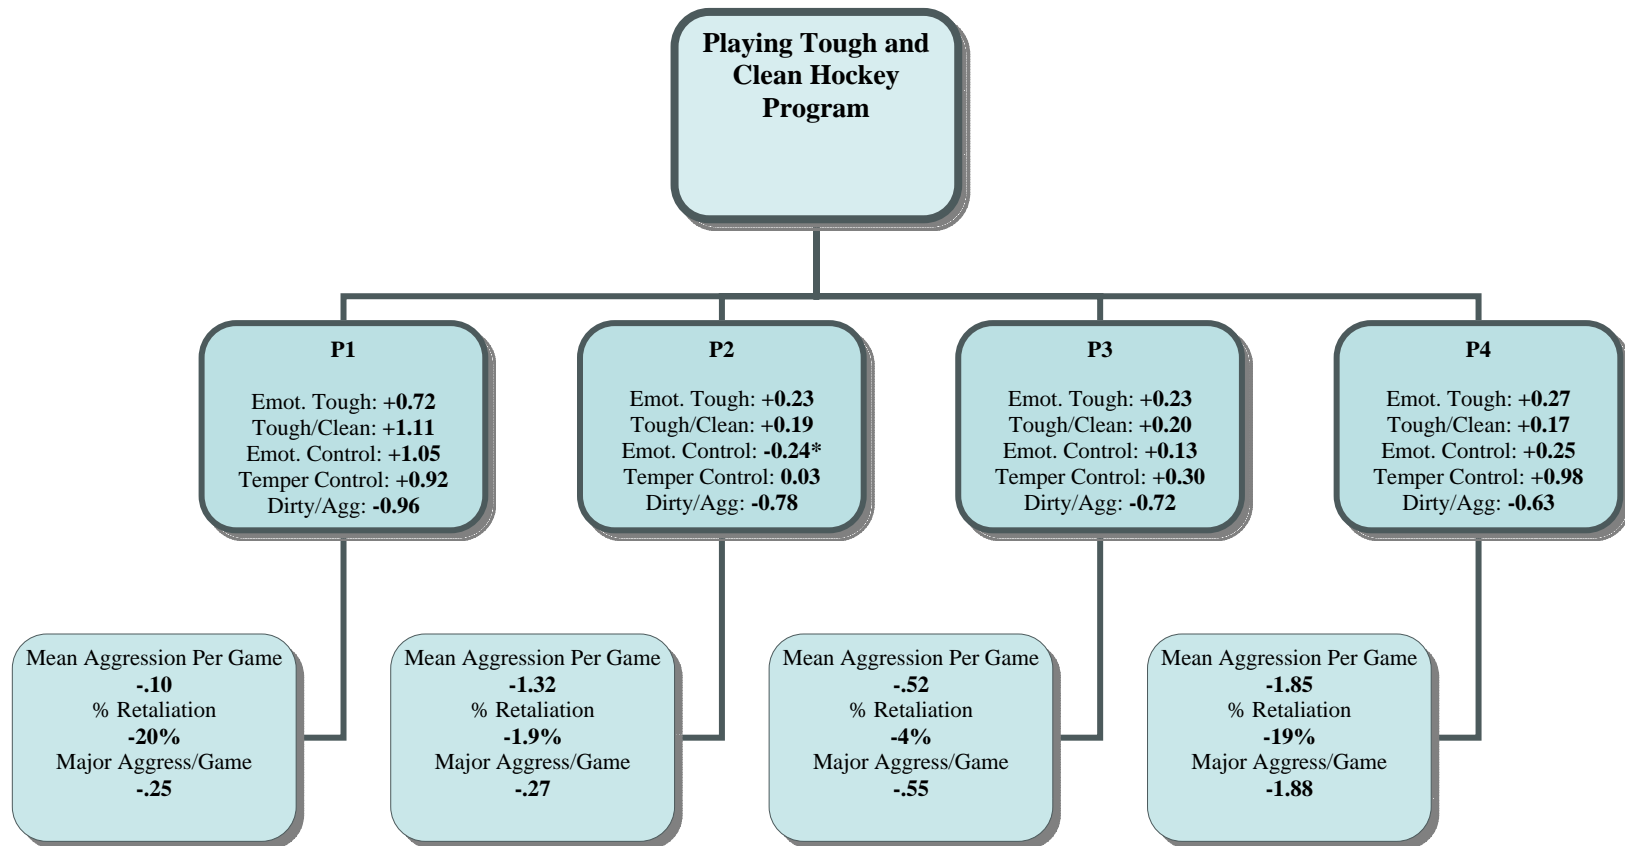 Playing Tough and
Clean Hockey
Program
P1
Emot. Tough: +0.72
Tough/Clean: +1.11
Emot. Control: +1.05
Temper Control: +0.92
Dirty/Agg: -0.96
P2
Emot. Tough: +0.23
Tough/Clean: +0.19
Emot. Control: -0.24*
Temper Control: 0.03
Dirty/Agg: -0.78
P3
Emot. Tough: +0.23
Tough/Clean: +0.20
Emot. Control: +0.13
Temper Control: +0.30
Dirty/Agg: -0.72
P4
Emot. Tough: +0.27
Tough/Clean: +0.17
Emot. Control: +0.25
Temper Control: +0.98
Dirty/Agg: -0.63
Mean Aggression Per Game
-.10
% Retaliation
-20%
Major Aggress/Game
-.25
Mean Aggression Per Game
-1.32
% Retaliation
-1.9%
Major Aggress/Game
-.27
Mean Aggression Per Game
-.52
% Retaliation
-4%
Major Aggress/Game
-.55
Mean Aggression Per Game
-1.85
% Retaliation
-19%
Major Aggress/Game
-1.88